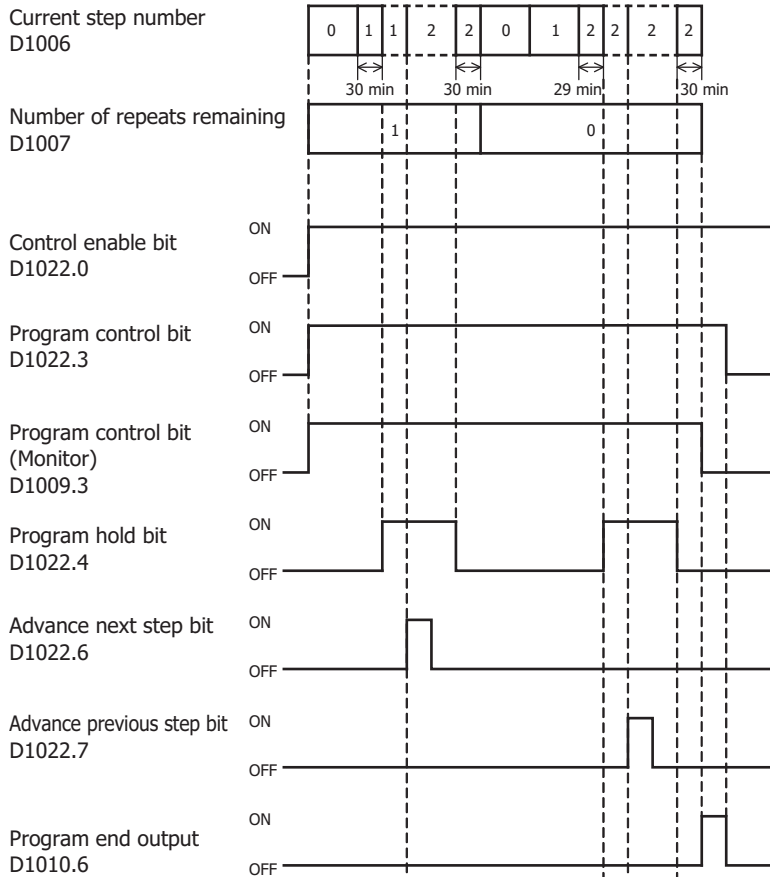 Current step number
D1006
0 1 1 2 2 0 1 2 2 2 2
30 min 30 min 29 min 30 min
Number of repeats remaining
D1007
1 0
Control enable bit
D1022.0
ON
OFF
Program control bit
D1022.3
ON
OFF
Program control bit
(Monitor)
D1009.3
ON
OFF
Program hold bit
D1022.4
ON
OFF
Advance next step bit
D1022.6
ON
OFF
Advance previous step bit
D1022.7
ON
OFF
Program end output
D1010.6
ON
OFF